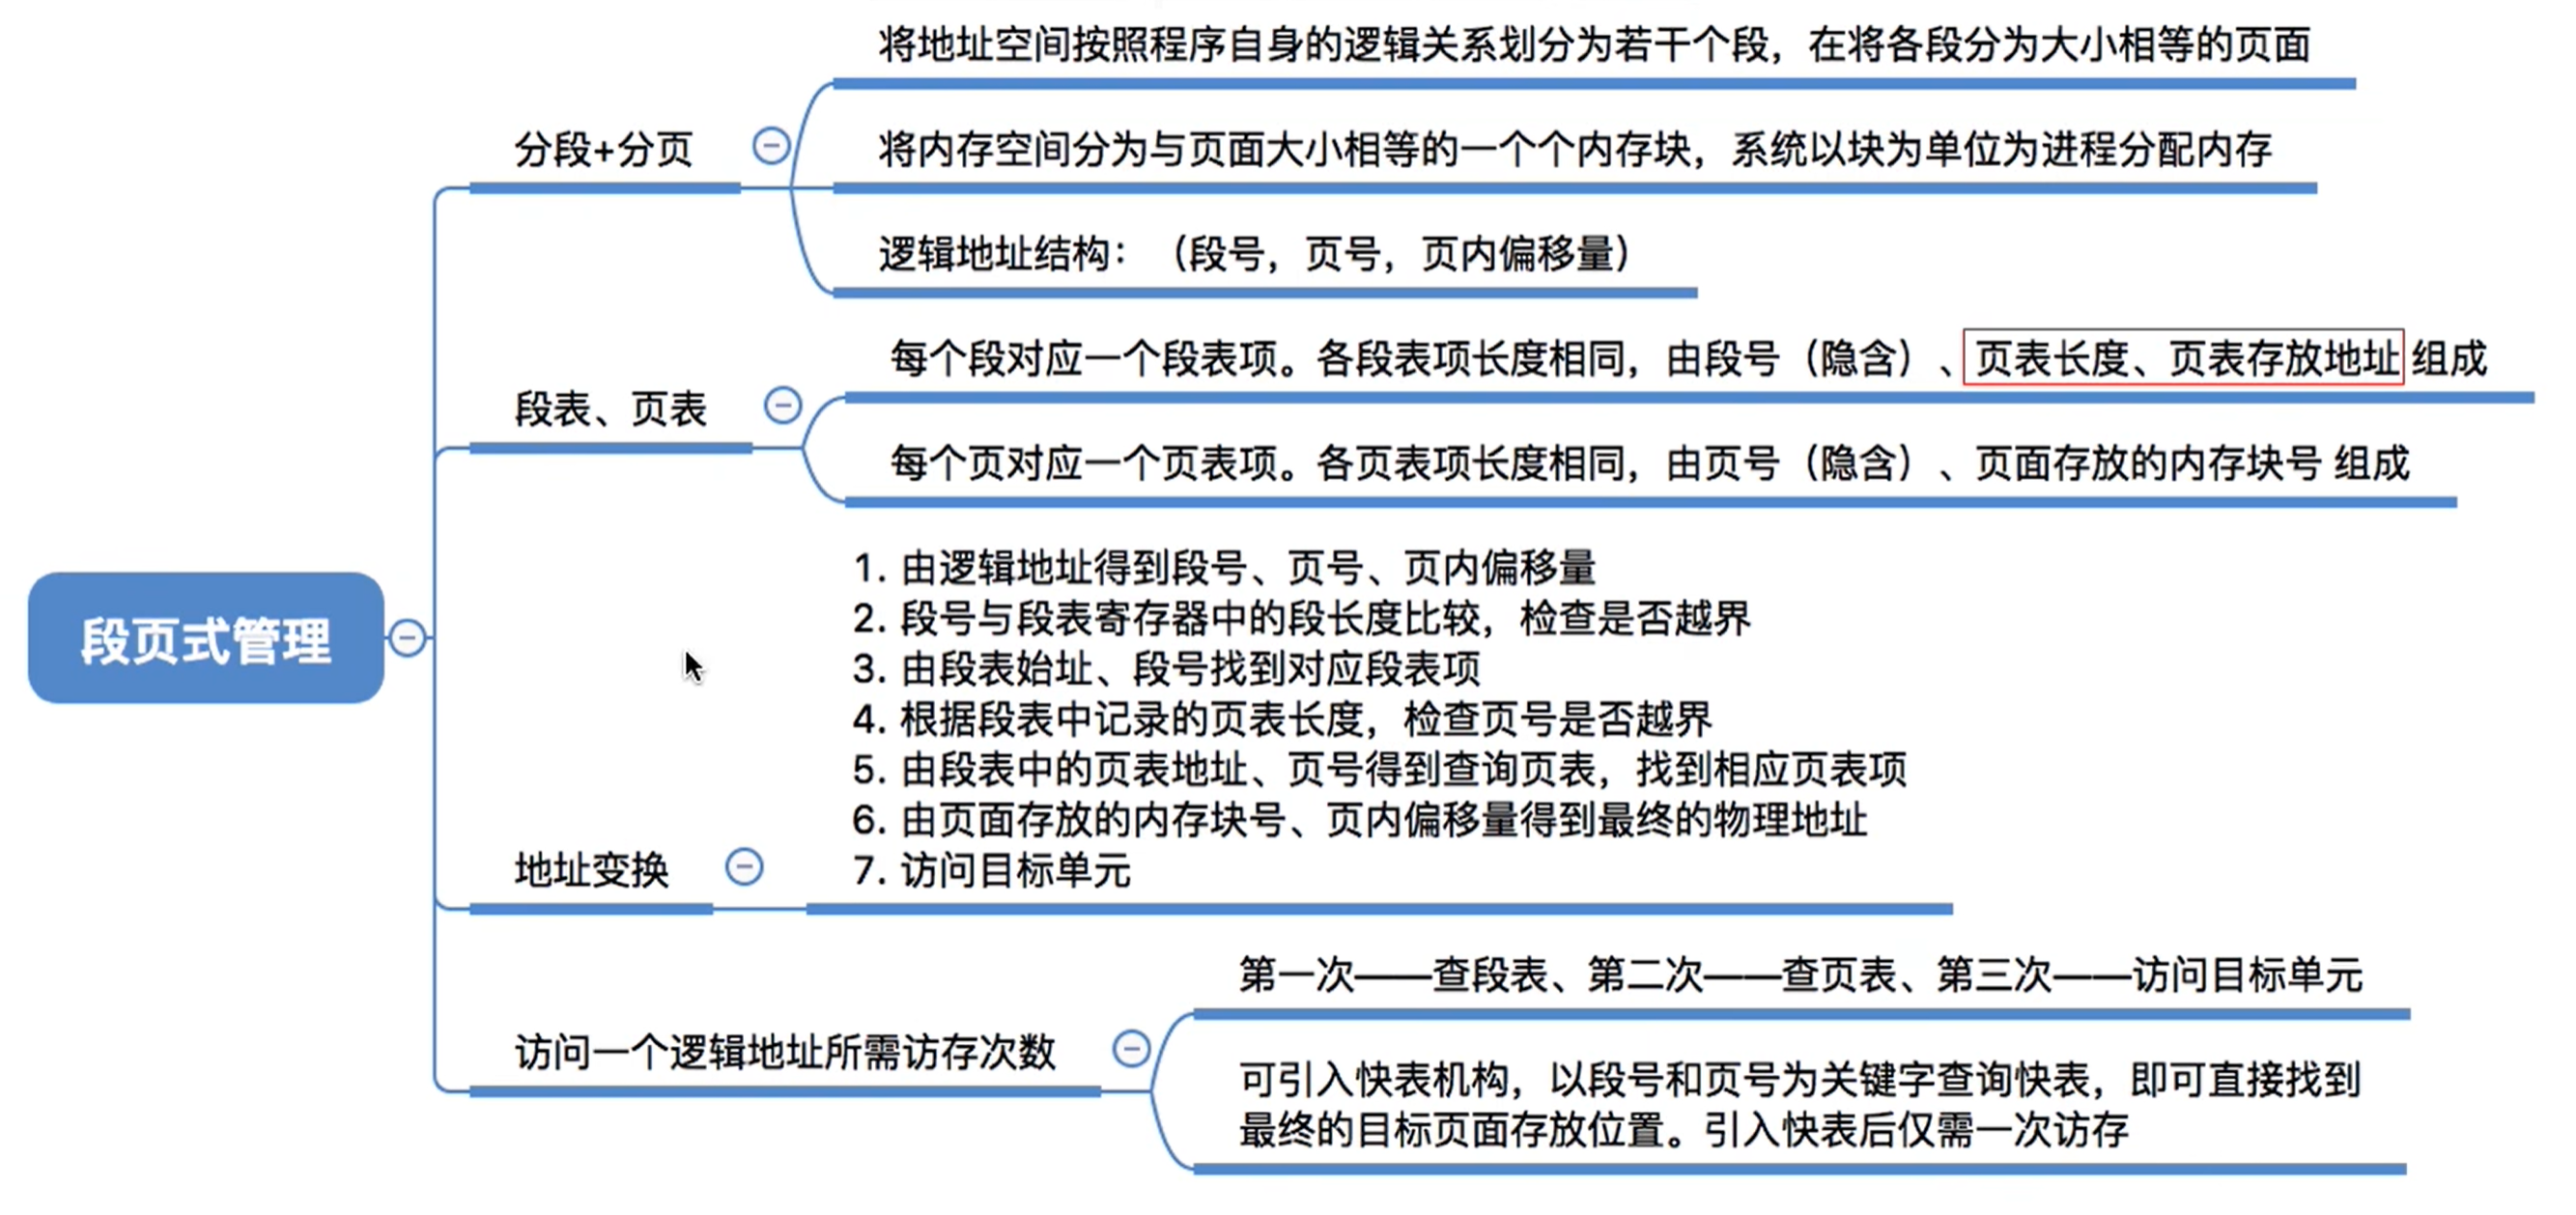 段页式管理
分段+分页
将地址空间按照程序自身的逻辑关系划分为若干个段，在将各段分为大小相等的页面
将内存空间分为与页面大小相等的一个个内存块，系统以块为单位为进程分配内存
逻辑地址结构：（段号，页号，页内偏移量）
段表、页表
每个段对应一个段表项。各段表项长度相同，由段号（隐含）、页表长度、页表存放地址 组成
每个页对应一个页表项。各页表项长度相同，由页号（隐含）、页面存放的内存块号 组成
地址变换
1. 由逻辑地址得到段号、页号、页内偏移量
2. 段号与段表寄存器中的段长度比较，检查是否越界
3. 由段表始址、段号找到对应段表项
4. 根据段表中记录的页表长度，检查页号是否越界
5. 由段表中的页表地址、页号得到查询页表，找到相应页表项
6. 由页面存放的内存块号、页内偏移量得到最终的物理地址
7. 访问目标单元
访问一个逻辑地址所需访存次数
第一次——查段表、第二次——查页表、第三次——访问目标单元
可引入快表机构，以段号和页号为关键字查询快表，即可直接找到
最终的目标页面存放位置。引入快表后仅需一次访存